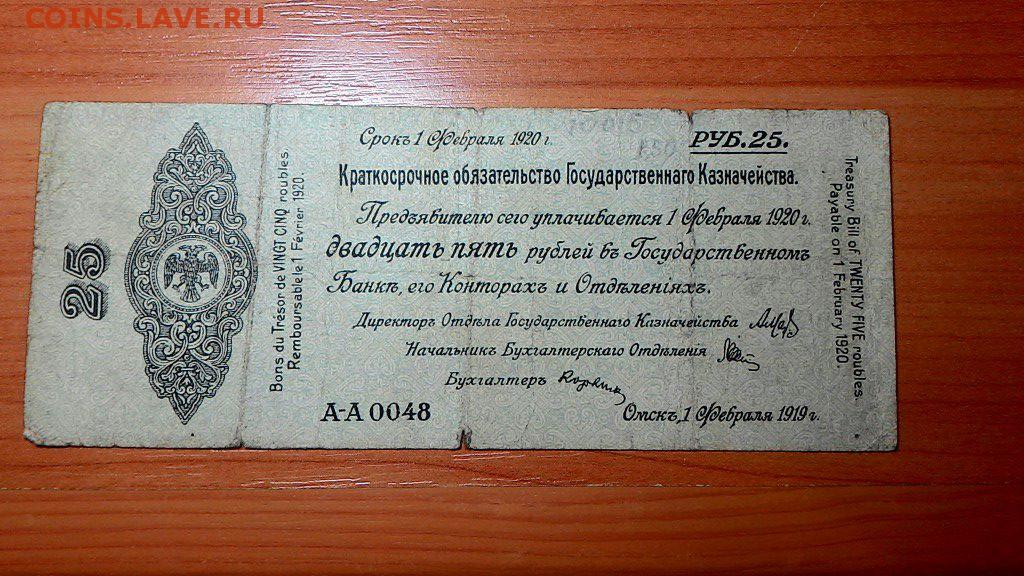 COINS.LAVE.RU
25
Bons du Trésor de VINGT CINQ roubles
Remboursable le 1 Février 1920.
Срокъ 1 Февраля 1920 г.
РУБ. 25.
Краткосрочное обязательство Государственнаго Казначейства.
Предъявителю сего уплачивается 1 Февраля 1920 г.
двадцать пять рублей въ Государственномъ
Банкѣ, его Конторахъ и Отдѣленіяхъ.
Директоръ Отдѣла Государственнаго Казначейства
Начальникъ Бухгалтерскаго Отдѣленія
Бухгалтеръ
А-А 0048
Омскъ, 1 Февраля 1919 г.
Treasury Bill of TWENTY FIVE roubles.
Payable on 1 February 1920.